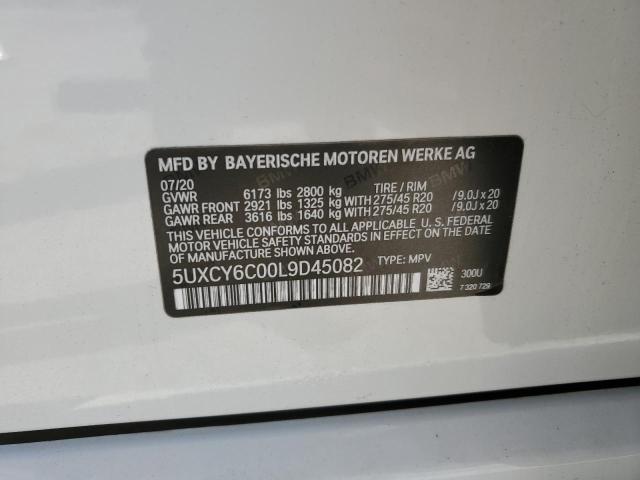 MFD BY BAYERISCHE MOTOREN WERKE AG
07/20
GVWR 6173 lbs 2800 kg TIRE / RIM
GAWR FRONT 2921 lbs 1325 kg WITH 275/45 R20 /9.0J x 20
GAWR REAR 3616 lbs 1640 kg WITH 275/45 R20 /9.0J x 20
THIS VEHICLE CONFORMS TO ALL APPLICABLE U.S. FEDERAL
MOTOR VEHICLE SAFETY STANDARDS IN EFFECT ON THE DATE
OF MANUFACTURE SHOWN ABOVE.
5UXCY6C00L9D45082 TYPE: MPV
300U
7 320 729